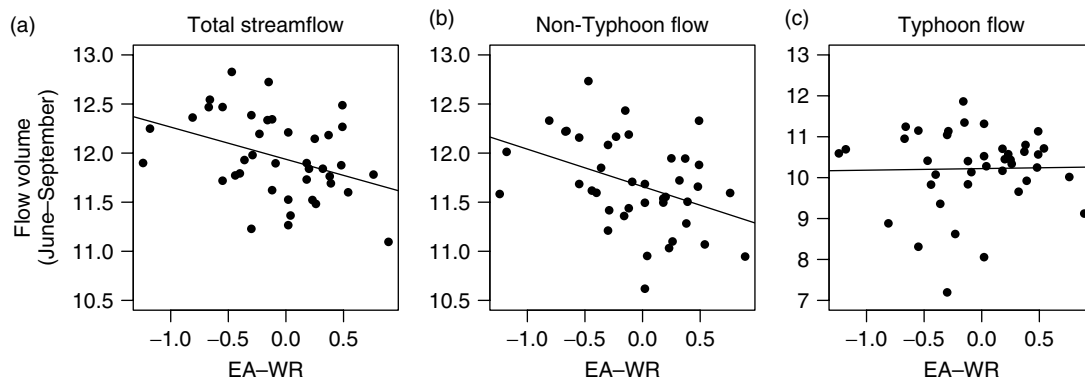 (a) Total streamflow
(b) Non-Typhoon flow
(c) Typhoon flow
Flow volume
(June–September)
13.0
12.5
12.0
11.5
11.0
10.5
−1.0 −0.5 0.0 0.5
EA–WR
13.0
12.5
12.0
11.5
11.0
10.5
−1.0 −0.5 0.0 0.5
EA–WR
13
12
11
10
9
8
7
−1.0 −0.5 0.0 0.5
EA–WR